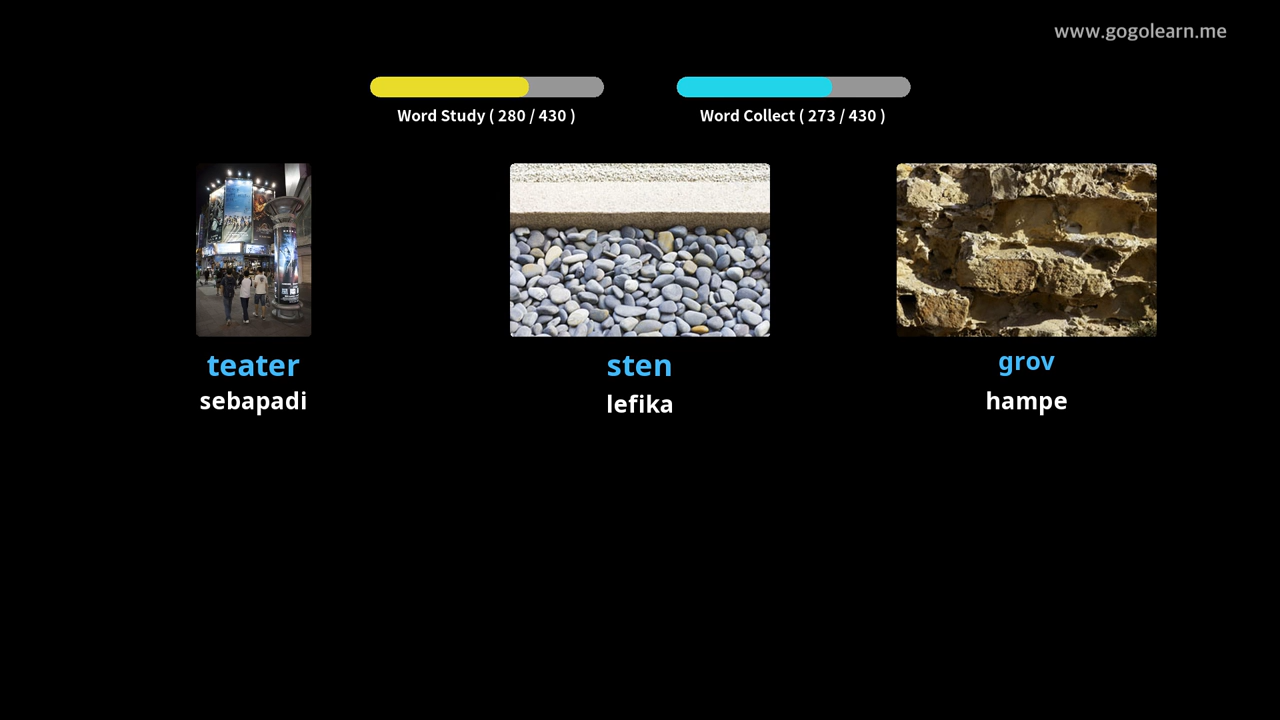 www.gogolearn.me
Word Study ( 280 / 430 )
Word Collect ( 273 / 430 )
teater
sebapadi
sten
lefika
grov
hampe